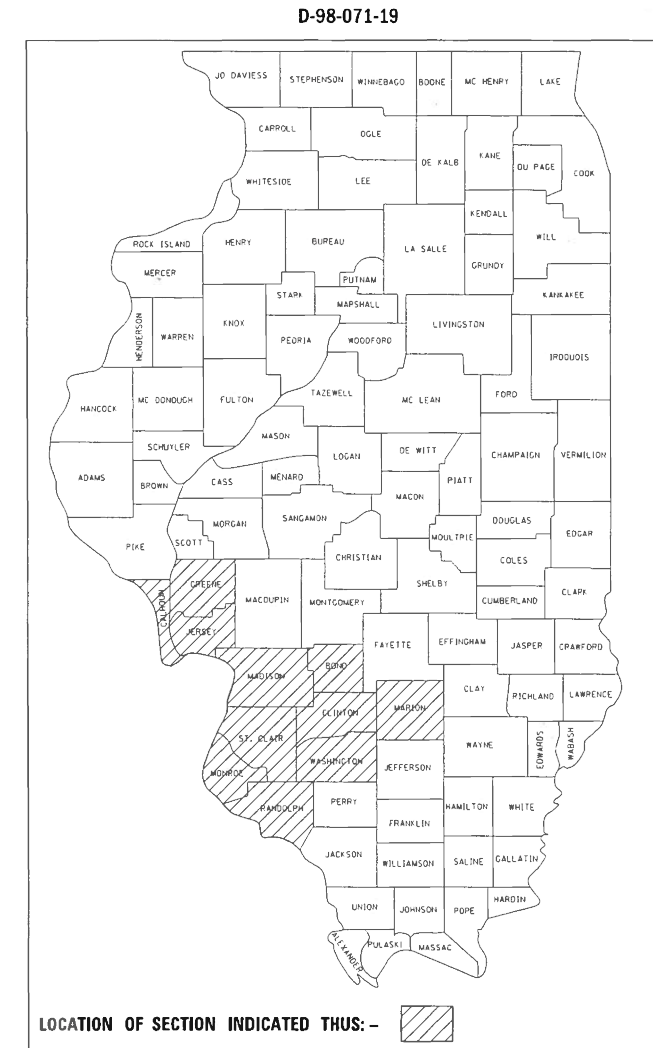 D-98-071-19
JO DAVIESS STEPHENSON WINNEBAGO BOONE MC HENRY LAKE
CARROLL OGLE
DE KALB KANE DU PAGE COOK
WHITESIDE LEE
KENDALL
ROCK ISLAND HENRY BUREAU LA SALLE WILL
GRUNDY
MERCER PUTNAM
STARK MARSHALL KANKAKEE
HENDERSON WARREN KNOX PEORIA WOODFORD LIVINGSTON
IROQUOIS
HANCOCK MC DONOUGH FULTON TAZEWELL MC LEAN FORD
MASON
SCHUYLER LOGAN DE WITT CHAMPAIGN VERMILION
ADAMS BROWN CASS MENARD PIATT
MACON
MORGAN SANGAMON DOUGLAS
PIKE SCOTT CHRISTIAN MOULTRIE EDGAR
COLES
GREENE SHELBY
CALHOUN MACOUPIN MONTGOMERY CUMBERLAND CLARK
JERSEY FAYETTE EFFINGHAM JASPER CRAWFORD
MADISON BOND
CLAY RICHLAND LAWRENCE
CLINTON MARION
ST. CLAIR WAYNE EDWARDS WABASH
MONROE WASHINGTON JEFFERSON
RANDOLPH PERRY HAMILTON WHITE
FRANKLIN
JACKSON WILLIAMSON SALINE GALLATIN
UNION JOHNSON POPE HARDIN
ALEXANDER PULASKI MASSAC
LOCATION OF SECTION INDICATED THUS: –